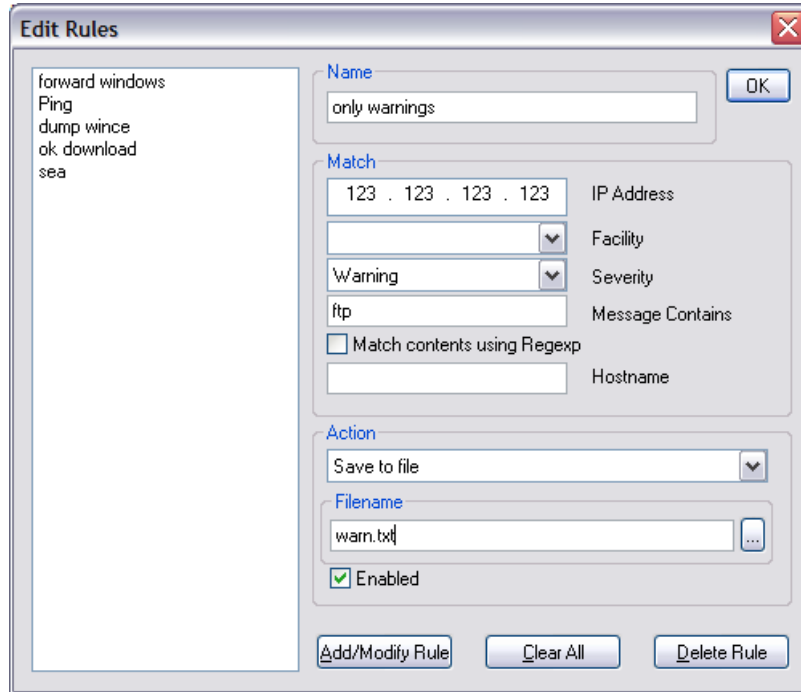 Edit Rules
forward windows
Ping
dump wince
ok download
sea
Name
only warnings
OK
Match
123 . 123 . 123 . 123 IP Address
Facility
Warning Severity
ftp Message Contains
Match contents using Regexp
Hostname
Action
Save to file
Filename
warn.txt
...
Enabled
Add/Modify Rule Clear All Delete Rule